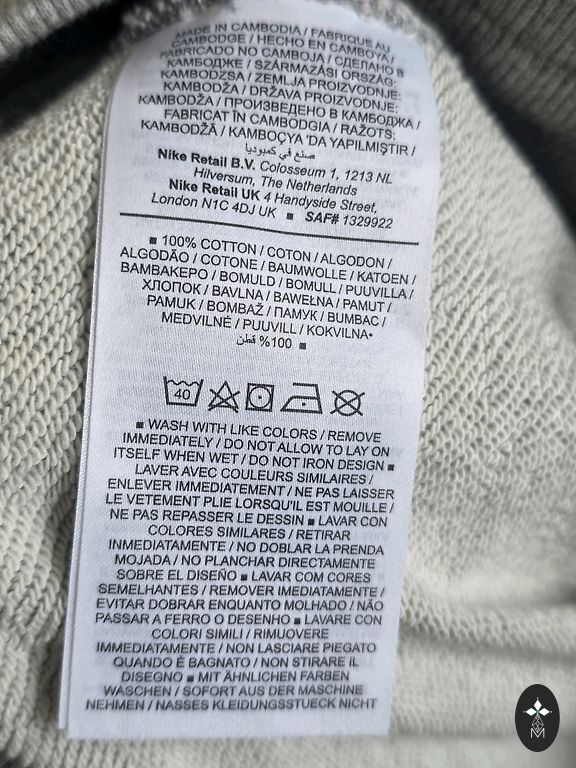 MADE IN CAMBODIA / FABRIQUE AU
CAMBODGE / HECHO EN CAMBOYA /
FABRICADO NO CAMBOJA / СДЕЛАНО В
КАМБОДЖЕ / SZÁRMAZÁSI ORSZÁG:
KAMBODZSA / ZEMLJA PROIZVODNJE:
KAMBODŽA / DRŽAVA PROIZVODNJE:
KAMBODŽA / ПРОИЗВЕДЕНО В КАМБОДЖА /
FABRICAT ÎN CAMBODGIA / RAŽOTS:
KAMBODŽĀ / KAMBOÇYA 'DA YAPILMIŞTIR /
صنع في كمبوديا
Nike Retail B.V. Colosseum 1, 1213 NL
Hilversum, The Netherlands
Nike Retail UK 4 Handyside Street,
London N1C 4DJ UK ■ SAF# 1329922
■ 100% COTTON / COTON / ALGODON /
ALGODÃO / COTONE / BAUMWOLLE / KATOEN /
ΒΑΜΒΑΚΕΡΟ / BOMULD / BOMULL / PUUVILLA /
ХЛОПОК / BAVLNA / BAWEŁNA / PAMUT /
PAMUK / BOMBAŽ / ПАМУК / BUMBAC /
MEDVILNĖ / PUUVILL / KOKVILNA•
100% قطن ■
40
■ WASH WITH LIKE COLORS / REMOVE
IMMEDIATELY / DO NOT ALLOW TO LAY ON
ITSELF WHEN WET / DO NOT IRON DESIGN ■
LAVER AVEC COULEURS SIMILAIRES /
ENLEVER IMMEDIATEMENT / NE PAS LAISSER
LE VETEMENT PLIE LORSQU'IL EST MOUILLE /
NE PAS REPASSER LE DESSIN ■ LAVAR CON
COLORES SIMILARES / RETIRAR
INMEDIATAMENTE / NO DOBLAR LA PRENDA
MOJADA / NO PLANCHAR DIRECTAMENTE
SOBRE EL DISEÑO ■ LAVAR COM CORES
SEMELHANTES / REMOVER IMEDIATAMENTE /
EVITAR DOBRAR ENQUANTO MOLHADO / NÃO
PASSAR A FERRO O DESENHO ■ LAVARE CON
COLORI SIMILI / RIMUOVERE
IMMEDIATAMENTE / NON LASCIARE PIEGATO
QUANDO È BAGNATO / NON STIRARE IL
DISEGNO ■ MIT ÄHNLICHEN FARBEN
WASCHEN / SOFORT AUS DER MASCHINE
NEHMEN / NASSES KLEIDUNGSSTUECK NICHT